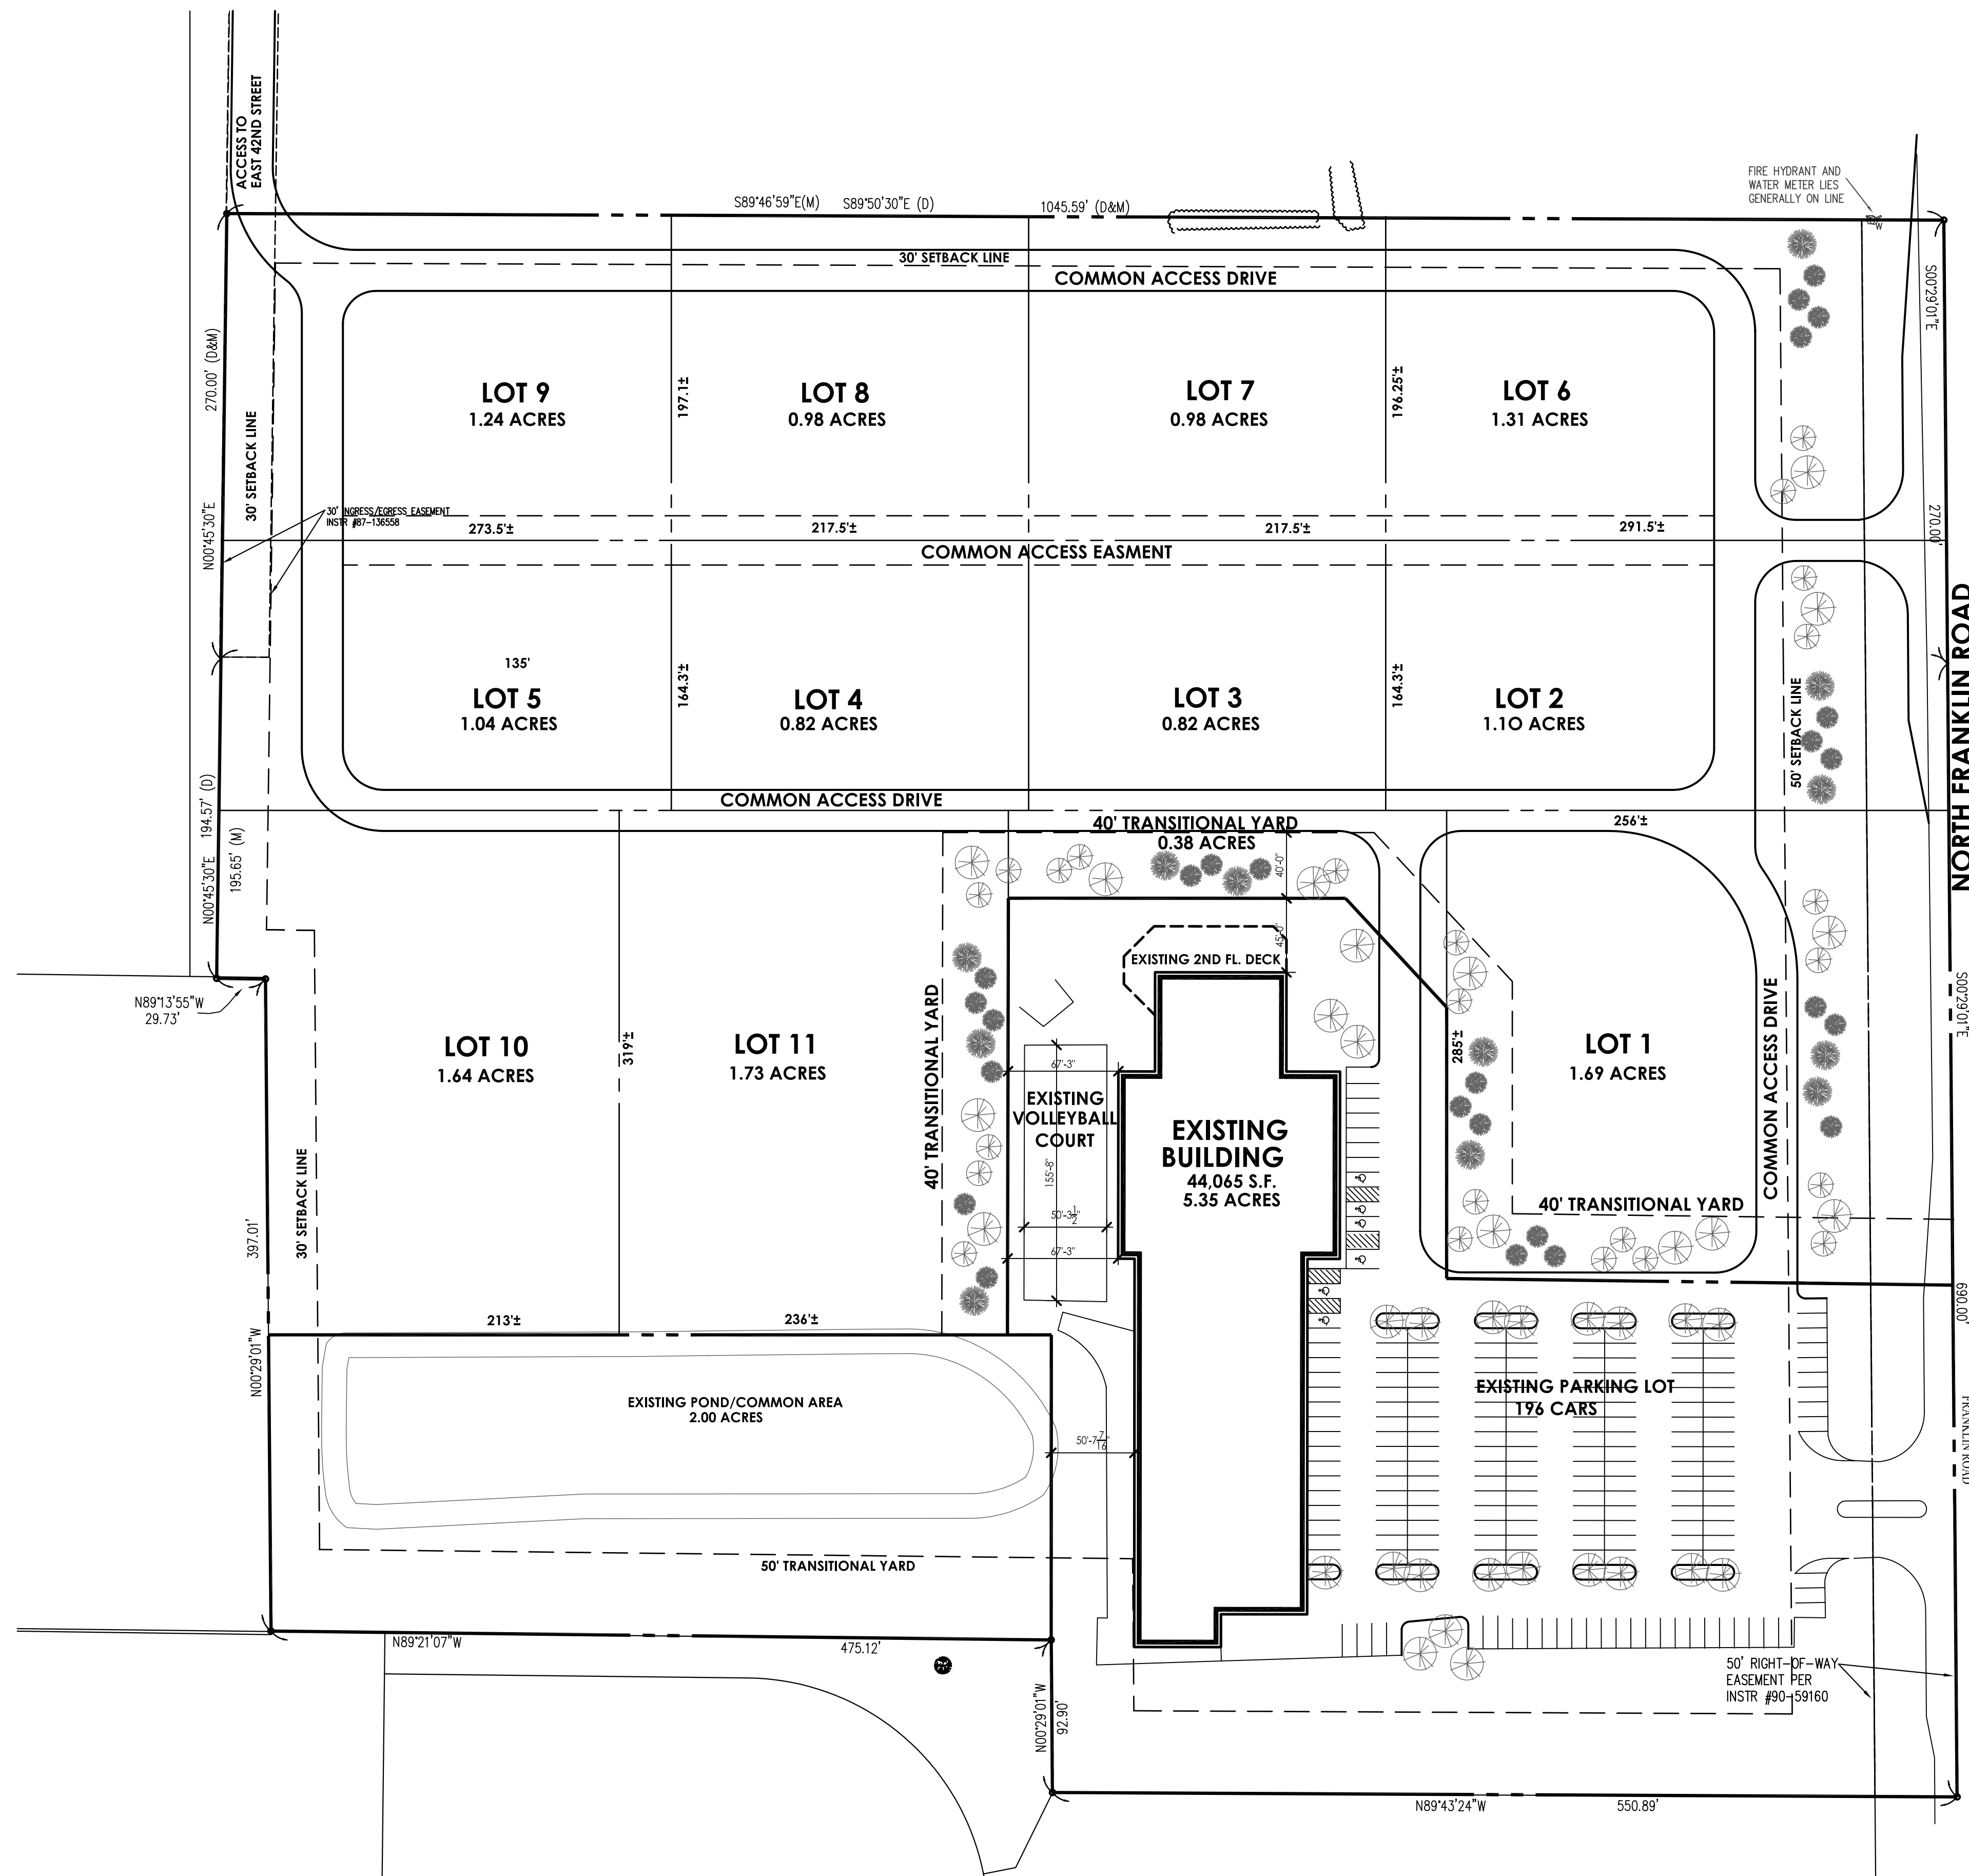 ACCESS TO
EAST 42ND STREET
S89°46'59"E(M) S89°50'30"E (D) 1045.59' (D&M)
FIRE HYDRANT AND
WATER METER LIES
GENERALLY ON LINE
W
30' SETBACK LINE
COMMON ACCESS DRIVE
S00°29'01"E
270.00' (D&M)
N00°45'30"E
30' SETBACK LINE
LOT 9
1.24 ACRES
197.1±
LOT 8
0.98 ACRES
LOT 7
0.98 ACRES
196.25'±
LOT 6
1.31 ACRES
30' INGRESS/EGRESS EASEMENT
INSTR #87-136558
273.5'±
217.5'±
217.5'±
291.5'±
270.00'
COMMON ACCESS EASMENT
NORTH FRANKLIN ROAD
135'
LOT 5
1.04 ACRES
164.3'±
LOT 4
0.82 ACRES
LOT 3
0.82 ACRES
164.3'±
LOT 2
1.1O ACRES
50' SETBACK LINE
N00°45'30"E 194.57' (D)
195.65' (M)
COMMON ACCESS DRIVE
40' TRANSITIONAL YARD
0.38 ACRES
256'±
40'-0"
45'-0"
EXISTING 2ND FL. DECK
N89°13'55"W
29.73'
S00°29'01"E
LOT 10
1.64 ACRES
319'±
LOT 11
1.73 ACRES
40' TRANSITIONAL YARD
67'-3"
EXISTING
VOLLEYBALL
COURT
155'-8"
50'-3 1/2"
67'-3"
EXISTING
BUILDING
44,065 S.F.
5.35 ACRES
285'±
LOT 1
1.69 ACRES
COMMON ACCESS DRIVE
40' TRANSITIONAL YARD
397.01'
N00°29'01"W
30' SETBACK LINE
213'±
236'±
690.00'
EXISTING POND/COMMON AREA
2.00 ACRES
50'-7 7/16"
EXISTING PARKING LOT
196 CARS
FRANKLIN ROAD
50' TRANSITIONAL YARD
N89°21'07"W
475.12'
N00°29'01"W
92.90'
50' RIGHT-OF-WAY
EASEMENT PER
INSTR #90-59160
N89°43'24"W
550.89'